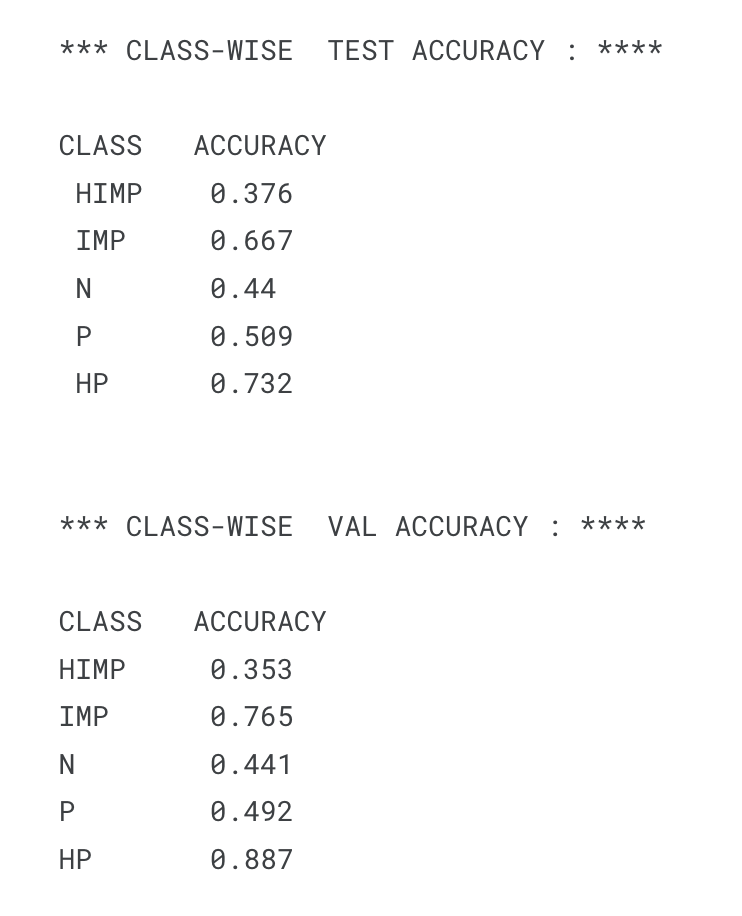 *** CLASS-WISE  TEST ACCURACY : ****
CLASS   ACCURACY
HIMP    0.376
IMP     0.667
N       0.44
P       0.509
HP      0.732
*** CLASS-WISE  VAL ACCURACY : ****
CLASS   ACCURACY
HIMP     0.353
IMP      0.765
N        0.441
P        0.492
HP       0.887